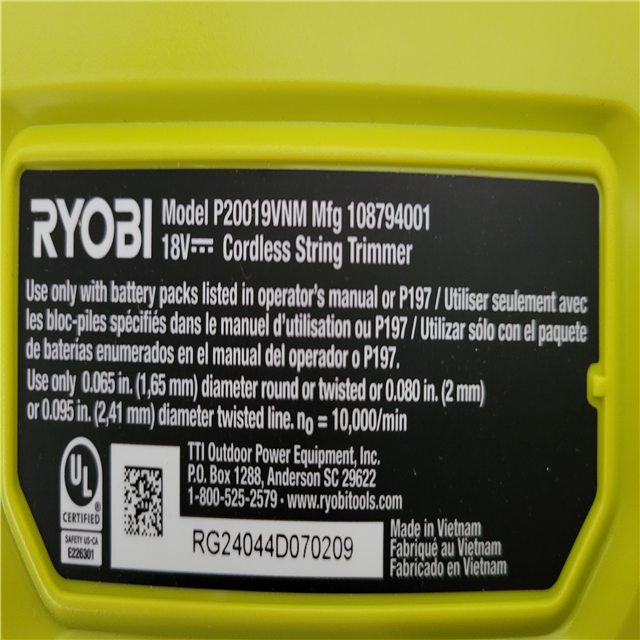 RYOBI
Model P20019VNM Mfg 108794001
18V⎓ Cordless String Trimmer
Use only with battery packs listed in operator's manual or P197 / Utiliser seulement avec
les bloc-piles spécifiés dans le manuel d'utilisation ou P197 / Utilizar sólo con el paquete
de baterías enumerados en el manual del operador o P197.
Use only 0.065 in. (1,65 mm) diameter round or twisted or 0.080 in. (2 mm)
or 0.095 in. (2,41 mm) diameter twisted line. n₀ = 10,000/min
UL
CERTIFIED
SAFETY US-CA
E226301
TTI Outdoor Power Equipment, Inc.
P.O. Box 1288, Anderson SC 29622
1-800-525-2579 · www.ryobitools.com
RG24044D070209
Made in Vietnam
Fabriqué au Vietnam
Fabricado en Vietnam